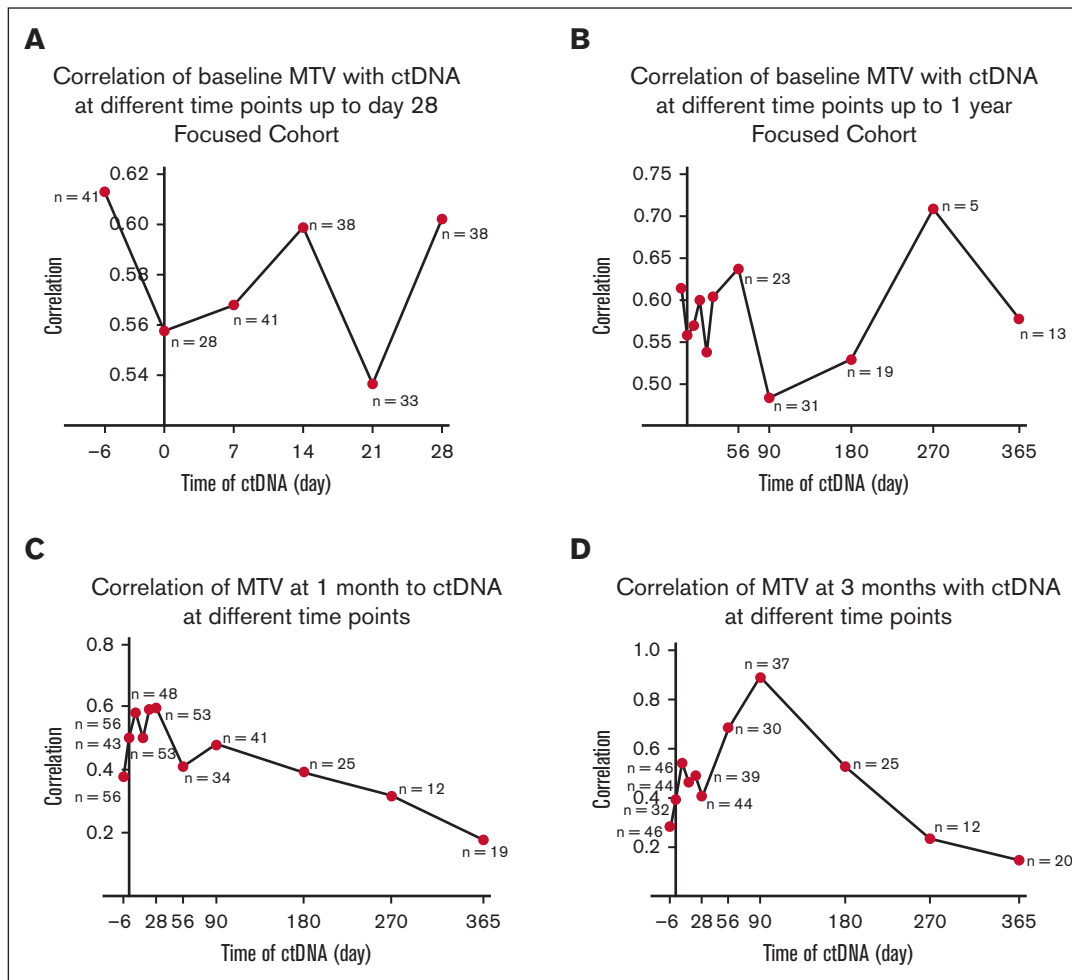 A
Correlation of baseline MTV with ctDNA
at different time points up to day 28
Focused Cohort
Correlation
0.62
0.60
0.58
0.56
0.54
n = 41
n = 28
n = 41
n = 38
n = 33
n = 38
−6 0 7 14 21 28
Time of ctDNA (day)
B
Correlation of baseline MTV with ctDNA
at different time points up to 1 year
Focused Cohort
Correlation
0.75
0.70
0.65
0.60
0.55
0.50
n = 23
n = 31
n = 19
n = 5
n = 13
56 90 180 270 365
Time of ctDNA (day)
C
Correlation of MTV at 1 month to ctDNA
at different time points
Correlation
0.8
0.6
0.4
0.2
n = 48
n = 56
n = 53
n = 43
n = 53
n = 56
n = 34
n = 41
n = 25
n = 12
n = 19
−6 28 56 90 180 270 365
Time of ctDNA (day)
D
Correlation of MTV at 3 months with ctDNA
at different time points
Correlation
1.0
0.8
0.6
0.4
0.2
n = 37
n = 30
n = 46
n = 44
n = 39
n = 32
n = 44
n = 46
n = 25
n = 12
n = 20
−6 28 56 90 180 270 365
Time of ctDNA (day)